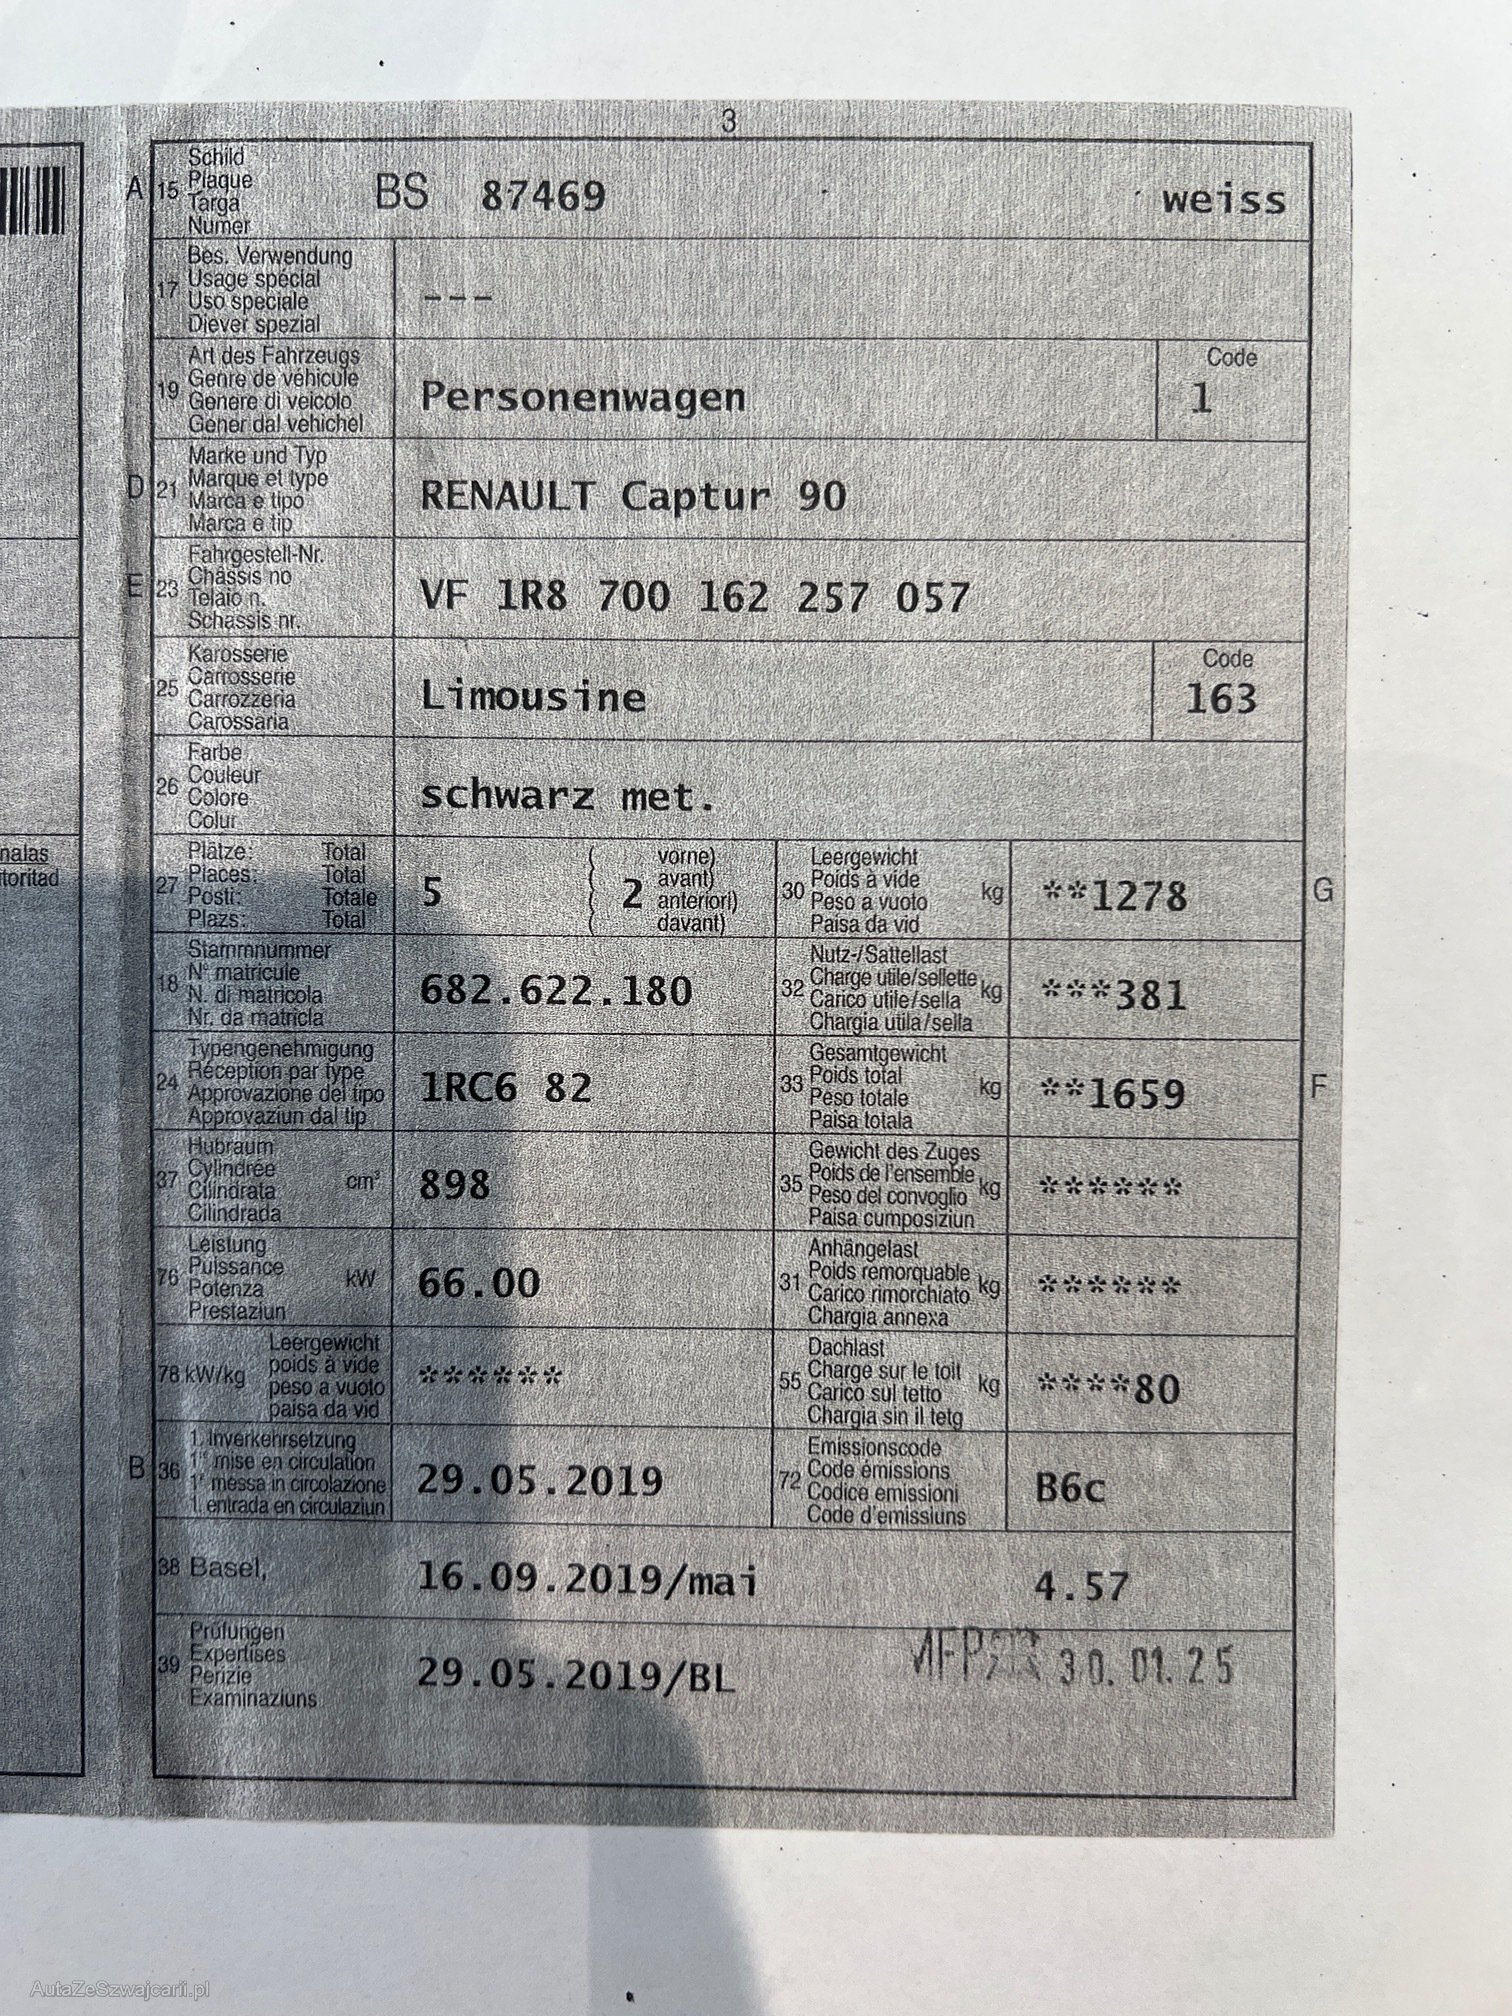 3
A 15 Schild
Plaque
Targa
Numer
BS 87469 weiss
17 Bes. Verwendung
Usage spécial
Uso speciale
Diever spezial
---
19 Art des Fahrzeugs
Genre de véhicule
Genere di veicolo
Gener dal vehichel
Personenwagen
Code
1
D 21 Marke und Typ
Marque et type
Marca e tipo
Marca e tip
RENAULT Captur 90
E 23 Fahrgestell-Nr.
Châssis no
Telaio n.
Schassis nr.
VF 1R8 700 162 257 057
25 Karosserie
Carrosserie
Carrozzeria
Carossaria
Limousine
Code
163
26 Farbe
Couleur
Colore
Colur
schwarz met.
nalas
toritad
27 Plätze: Total
Places: Total
Posti: Totale
Plazs: Total
5
( 2 vorne)
( avant)
( anteriori)
( davant)
30 Leergewicht
Poids à vide
Peso a vuoto
Paisa da vid
kg **1278 G
18 Stammnummer
N° matricule
N. di matricola
Nr. da matricla
682.622.180
32 Nutz-/Sattellast
Charge utile/sellette
Carico utile/sella
Chargia utila/sella
kg ***381
24 Typengenehmigung
Réception par type
Approvazione del tipo
Approvaziun dal tip
1RC6 82
33 Gesamtgewicht
Poids total
Peso totale
Paisa totala
kg **1659 F
37 Hubraum
Cylindrée
Cilindrata
Cilindrada
cm³ 898
35 Gewicht des Zuges
Poids de l'ensemble
Peso del convoglio
Paisa cumposiziun
kg ******
76 Leistung
Puissance
Potenza
Prestaziun
kW 66.00
31 Anhängelast
Poids remorquable
Carico rimorchiato
Chargia annexa
kg ******
78 kW/kg Leergewicht
poids à vide
peso a vuoto
paisa da vid
******
55 Dachlast
Charge sur le toit
Carico sul tetto
Chargia sin il tetg
kg ****80
B 36 1. Inverkehrsetzung
1re mise en circulation
1a messa in circolazione
1. entrada en circulaziun
29.05.2019
72 Emissionscode
Code émissions
Codice emissioni
Code d'emissiuns
B6c
38 Basel, 16.09.2019/mai 4.57
39 Prüfungen
Expertises
Perizie
Examinaziuns
29.05.2019/BL
30.01.25
AutaZeSzwajcarii.pl